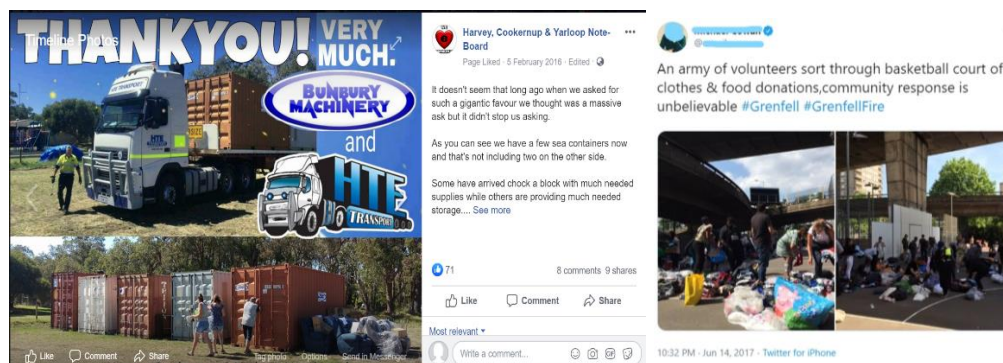 THANKYOU! VERY
MUCH.
Timeline Photos
BUNBURY
MACHINERY
and
HTE
HTE
TRANSPORT
Like Comment Share Tag photo Options Send in Messenger
Harvey, Cookernup & Yarloop Note-
Board
Page Liked · 5 February 2016 · Edited ·
It doesn't seem that long ago when we asked for
such a gigantic favour we thought was a massive
ask but it didn't stop us asking.
As you can see we have a few sea containers now
and that's not including two on the other side.
Some have arrived chock a block with much needed
supplies while others are providing much needed
storage.... See more
71 8 comments 9 shares
Like Comment Share
Most relevant
Write a comment...
An army of volunteers sort through basketball court of
clothes & food donations,community response is
unbelievable #Grenfell #GrenfellFire
10:32 PM · Jun 14, 2017 · Twitter for iPhone